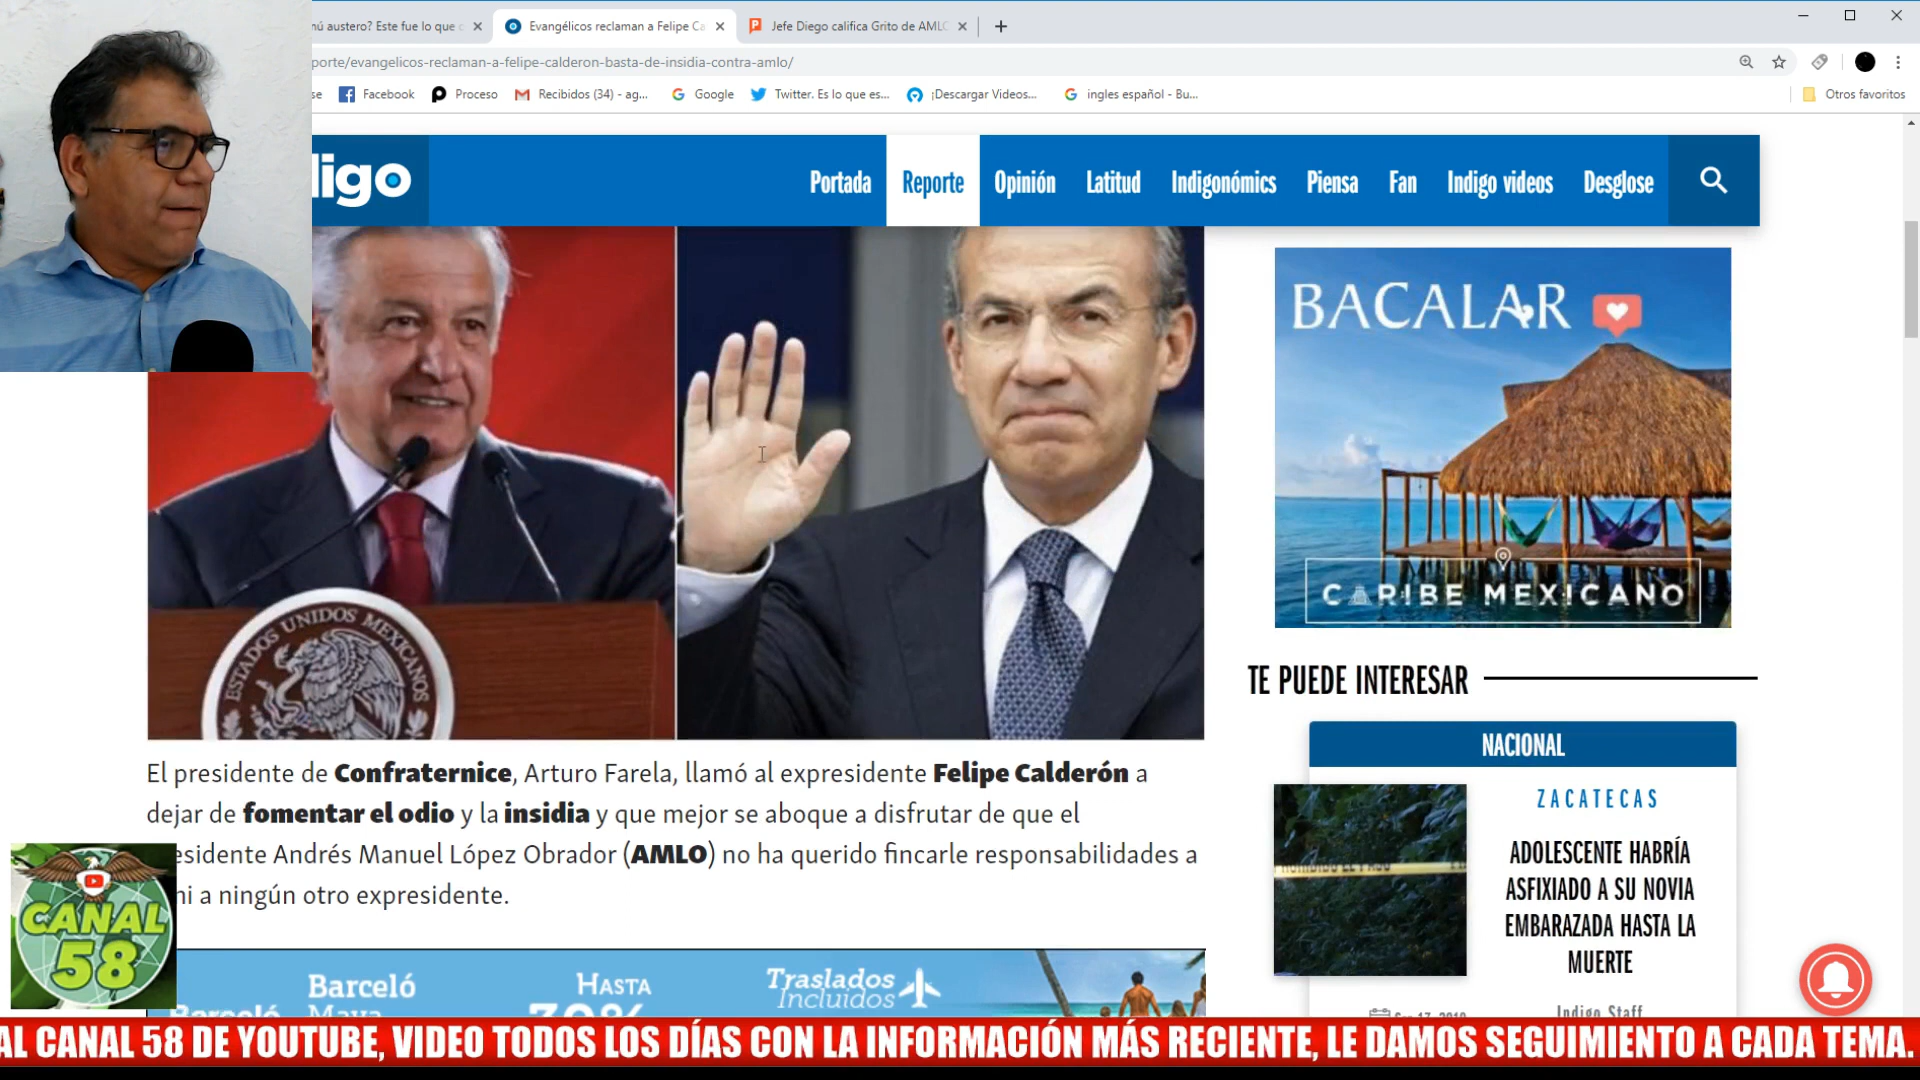 nú austero? Este fue lo que
Evangélicos reclaman a Felipe Ca
Jefe Diego califica Grito de AMLO
porte/evangelicos-reclaman-a-felipe-calderon-basta-de-insidia-contra-amlo/
se
Facebook
Proceso
Recibidos (34) - ag...
Google
Twitter. Es lo que es...
¡Descargar Videos...
ingles español - Bu...
Otros favoritos
digo
Portada
Reporte
Opinión
Latitud
Indigonómics
Piensa
Fan
Indigo videos
Desglose
BACALAR
CARIBE MEXICANO
ESTADOS UNIDOS MEXICANOS
TE PUEDE INTERESAR
NACIONAL
ZACATECAS
ADOLESCENTE HABRÍA
ASFIXIADO A SU NOVIA
EMBARAZADA HASTA LA
MUERTE
Indigo Staff
El presidente de Confraternice, Arturo Farela, llamó al expresidente Felipe Calderón a
dejar de fomentar el odio y la insidia y que mejor se aboque a disfrutar de que el
esidente Andrés Manuel López Obrador (AMLO) no ha querido fincarle responsabilidades a
ni a ningún otro expresidente.
CANAL
58
Barceló
Maya
Barceló
HASTA
30%
Traslados
Incluidos
AL CANAL 58 DE YOUTUBE, VIDEO TODOS LOS DÍAS CON LA INFORMACIÓN MÁS RECIENTE, LE DAMOS SEGUIMIENTO A CADA TEMA.